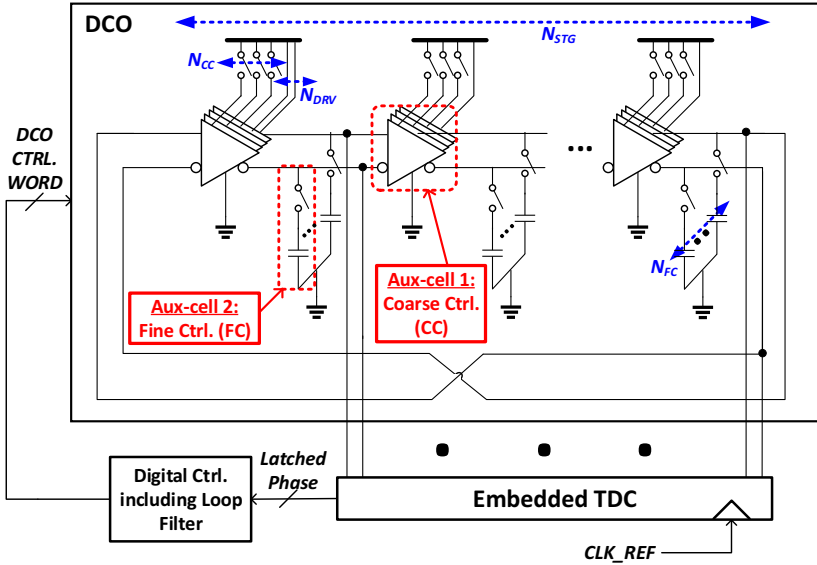 DCO
N_STG
N_CC
N_DRV
DCO
CTRL.
WORD
N_FC
Aux-cell 2:
Fine Ctrl. (FC)
Aux-cell 1:
Coarse Ctrl.
(CC)
Digital Ctrl.
including Loop
Filter
Latched
Phase
Embedded TDC
CLK_REF